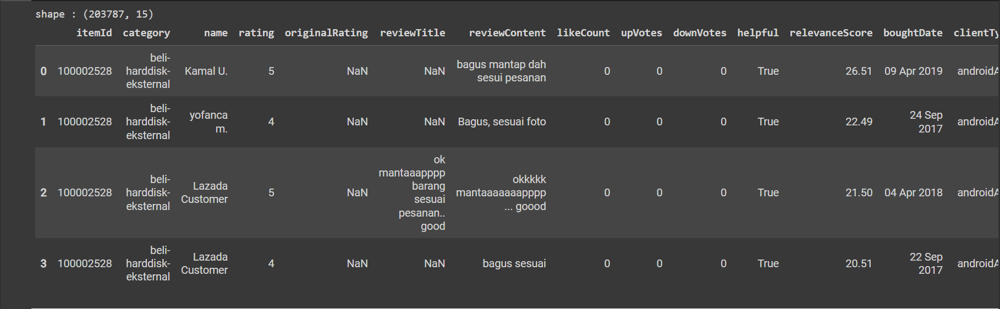 shape : (203787, 15)
itemId category name rating originalRating reviewTitle reviewContent likeCount upVotes downVotes helpful relevanceScore boughtDate clientTy
0 100002528 beli-harddisk-eksternal Kamal U. 5 NaN NaN bagus mantap dah sesui pesanan 0 0 0 True 26.51 09 Apr 2019 androidA
1 100002528 beli-harddisk-eksternal yofanca m. 4 NaN NaN Bagus, sesuai foto 0 0 0 True 22.49 24 Sep 2017 androidA
2 100002528 beli-harddisk-eksternal Lazada Customer 5 NaN ok mantaaapppp barang sesuai pesanan.. good okkkkk mantaaaaaaapppp ... goood 0 0 0 True 21.50 04 Apr 2018 androidA
3 100002528 beli-harddisk-eksternal Lazada Customer 4 NaN NaN bagus sesuai 0 0 0 True 20.51 22 Sep 2017 androidA